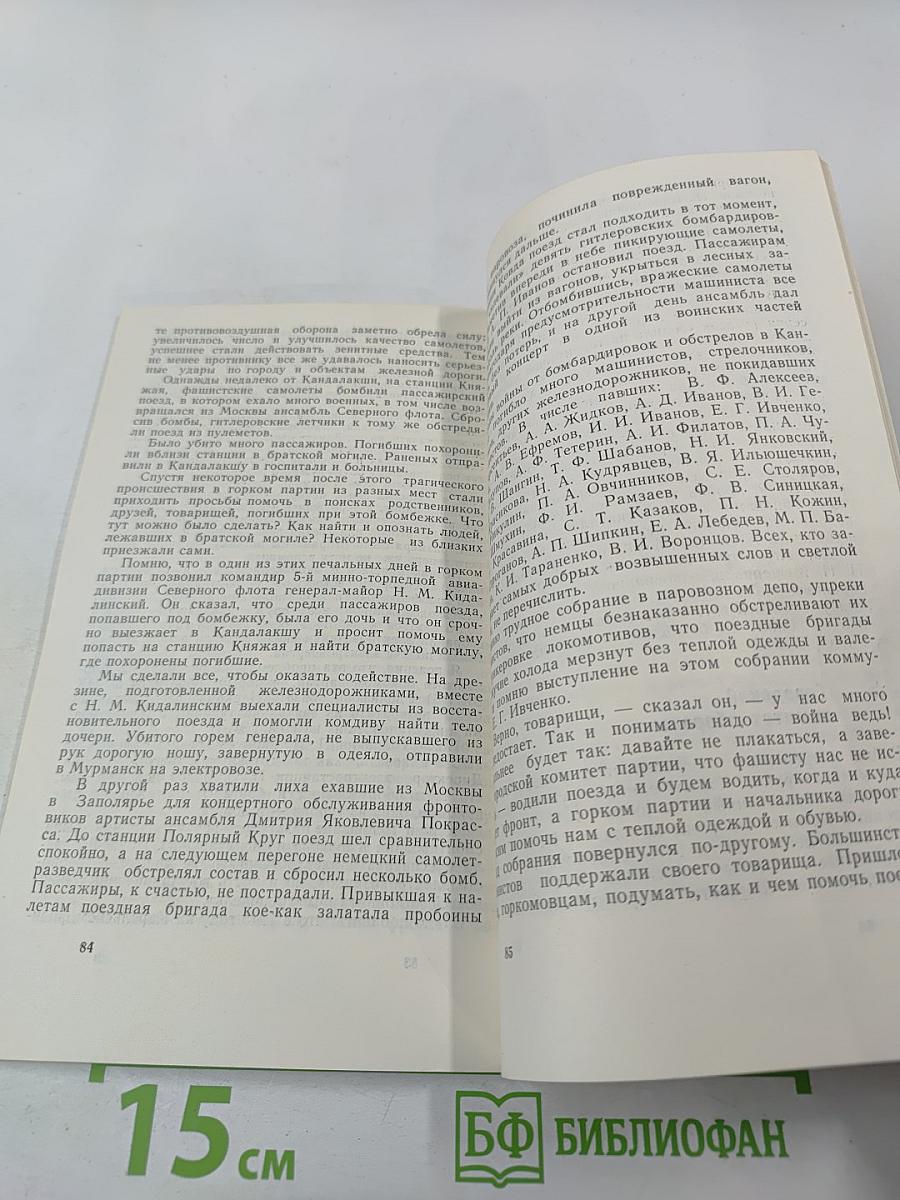 те противовоздушная оборона заметно обрела силу:
увеличилось число и улучшилось качество самолетов,
успешнее стали действовать зенитные средства. Тем
не менее противнику все же удавалось наносить серьез-
ные удары по городу и объектам железной дороги.
Однажды недалеко от Кандалакши, на станции Кня-
жая, фашистские самолеты бомбили пассажирский
поезд, в котором ехало много военных, в том числе воз-
вращался из Москвы ансамбль Северного флота. Сбро-
сив бомбы, гитлеровские летчики к тому же обстреля-
ли поезд из пулеметов.
Было убито много пассажиров. Погибших похорони-
ли вблизи станции в братской могиле. Раненых отпра-
вили в Кандалакшу в госпитали и больницы.
Спустя некоторое время после этого трагического
происшествия в горком партии из разных мест стали
приходить просьбы помочь в поисках родственников,
друзей, товарищей, погибших при этой бомбежке. Что
тут можно было сделать? Как найти и опознать людей,
лежавших в братской могиле? Некоторые из близких
приезжали сами.
Помню, что в один из этих печальных дней в горком
партии позвонил командир 5-й минно-торпедной авиа-
дивизии Северного флота генерал-майор Н. М. Кида-
линский. Он сказал, что среди пассажиров поезда,
попавшего под бомбежку, была его дочь и что он сроч-
но выезжает в Кандалакшу и просит помочь ему
попасть на станцию Княжая и найти братскую могилу,
где похоронены погибшие.
Мы сделали все, чтобы оказать содействие. На дре-
зине, подготовленной железнодорожниками, вместе
с Н. М. Кидалинским выехали специалисты из восста-
новительного поезда и помогли комдиву найти тело
дочери. Убитого горем генерала, не выпускавшего из
рук дорогую ношу, завернутую в одеяло, отправили
в Мурманск на электровозе.
В другой раз хватили лиха ехавшие из Москвы
в Заполярье для концертного обслуживания фронто-
виков артисты ансамбля Дмитрия Яковлевича Покрас-
са. До станции Полярный Круг поезд шел сравнительно
спокойно, а на следующем перегоне немецкий самолет-
разведчик обстрелял состав и сбросил несколько бомб.
Пассажиры, к счастью, не пострадали. Привыкшая к на-
летам поездная бригада кое-как залатала пробоины
84
починила поврежденный вагон,
дальше.
Ковда поезд стал подходить в тот момент,
девять гитлеровских бомбардиров-
впереди в небе пикирующие самолеты,
Иванов остановил поезд. Пассажирам
выйти из вагонов, укрыться в лесных за-
Отбомбившись, вражеские самолеты
предусмотрительности машиниста все
потерь, и на другой день ансамбль дал
концерт в одной из воинских частей
войны от бомбардировок и обстрелов в Кан-
погибло много машинистов, стрелочников,
других железнодорожников, не покидавших
В числе павших: В. Ф. Алексеев,
А. А. Жидков, А. Д. Иванов, В. И. Ге-
А. В. Ефремов, И. И. Иванов, Е. Г. Ивченко,
А. Ф. Тетерин, А. И. Филатов, П. А. Чу-
Шангин, Т. Ф. Шабанов, Н. И. Янковский,
Н. А. Кудрявцев, В. Я. Ильюшечкин,
П. А. Овчинников, С. Е. Столяров,
Ф. И. Рамзаев, Ф. В. Синицкая,
Красавина, С. Т. Казаков, П. Н. Кожин,
А. П. Шипкин, Е. А. Лебедев, М. П. Ба-
К. И. Тараненко, В. И. Воронцов. Всех, кто за-
самых добрых возвышенных слов и светлой
не перечислить.
трудное собрание в паровозном депо, упреки
что немцы безнаказанно обстреливают их
локомотивов, что поездные бригады
холода мерзнут без теплой одежды и вале-
помню выступление на этом собрании комму-
Е. Г. Ивченко.
Верно, товарищи, — сказал он, — у нас много
Так и понимать надо — война ведь!
будет так: давайте не плакаться, а заве-
комитет партии, что фашисту нас не ис-
— водили поезда и будем водить, когда и куда
фронт, а горком партии и начальника дорог
помочь нам с теплой одеждой и обувью.
собрания повернулся по-другому. Большинст
поддержали своего товарища. Пришл
горкомовцам, подумать, как и чем помочь пое
85
15 см
БФ БИБЛИОФАН